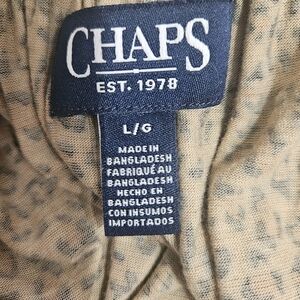 CHAPS
EST. 1978
L/G
MADE IN
BANGLADESH
FABRIQUÉ AU
BANGLADESH
HECHO EN
BANGLADESH
CON INSUMOS
IMPORTADOS